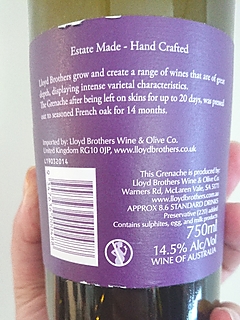 Estate Made - Hand Crafted
Lloyd Brothers grow and create a range of wines that are of great
depth, displaying intense varietal characteristics.
The Grenache after being left on skins for up to 20 days, was pressed
out to seasoned French oak for 14 months.
Imported by: Lloyd Brothers Wine & Olive Co.
United Kingdom RG10 0JP, www.lloydbrothers.co.uk
LYR032014
This Grenache is produced by:
Lloyd Brothers Wine & Olive Co.
Warners Rd, McLaren Vale, SA 5171
www.lloydbrothers.com.au
APPROX 8.6 STANDARD DRINKS
Preservative (220) added
Contains sulphites, egg, and milk products
750ml
14.5% Alc/Vol
WINE OF AUSTRALIA